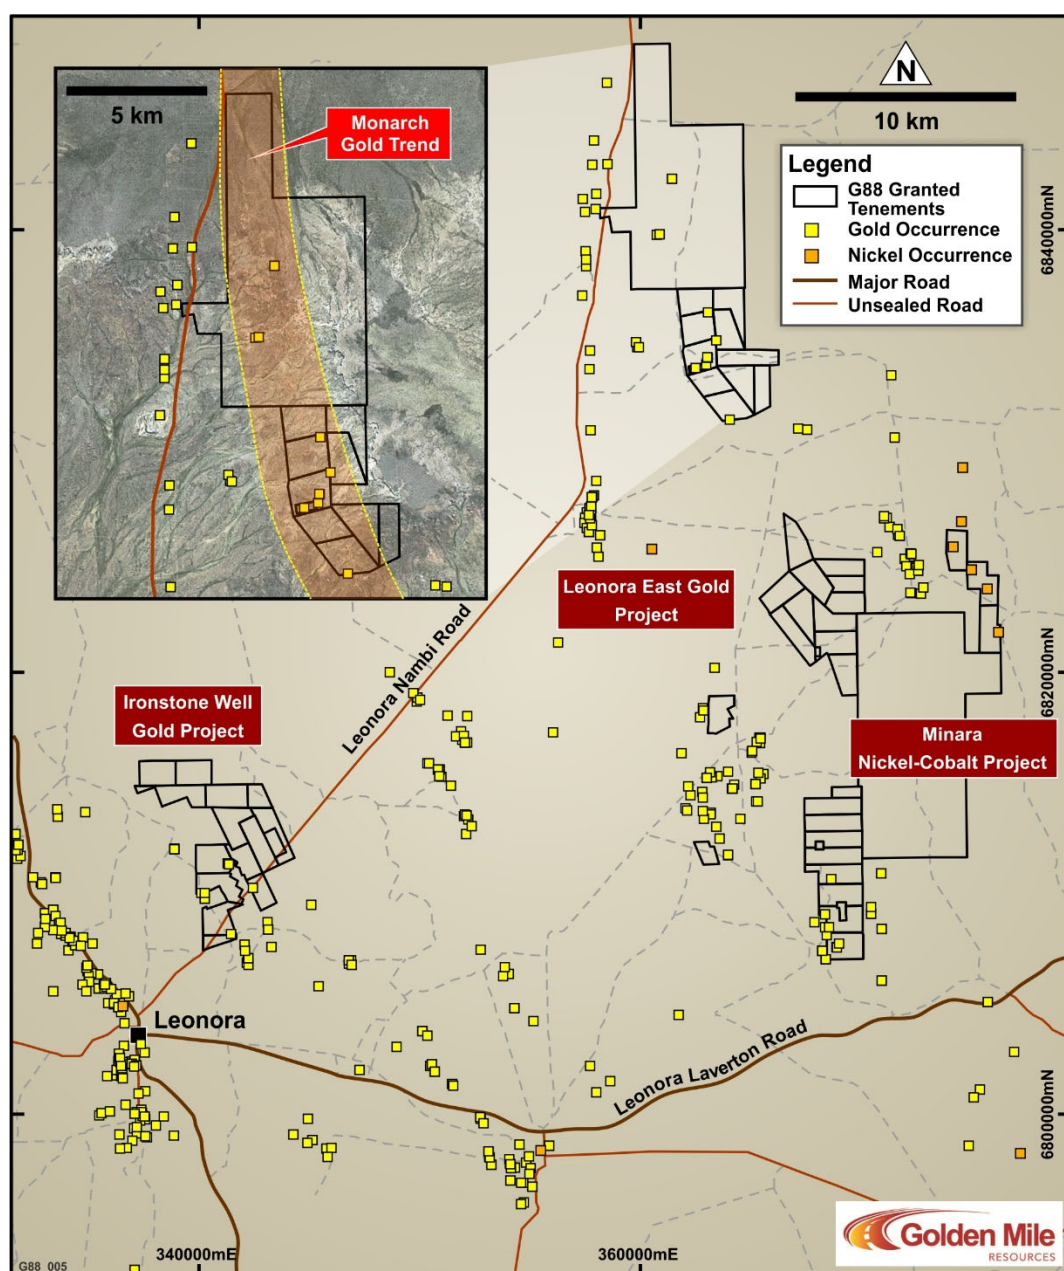 5 km
Monarch
Gold Trend
N
10 km
Legend
G88 Granted
Tenements
Gold Occurrence
Nickel Occurrence
Major Road
Unsealed Road
6840000mN
Leonora East Gold
Project
Leonora Nambi Road
6820000mN
Ironstone Well
Gold Project
Minara
Nickel-Cobalt Project
Leonora
Leonora Laverton Road
6800000mN
340000mE
360000mE
G88_005
Golden Mile
RESOURCES